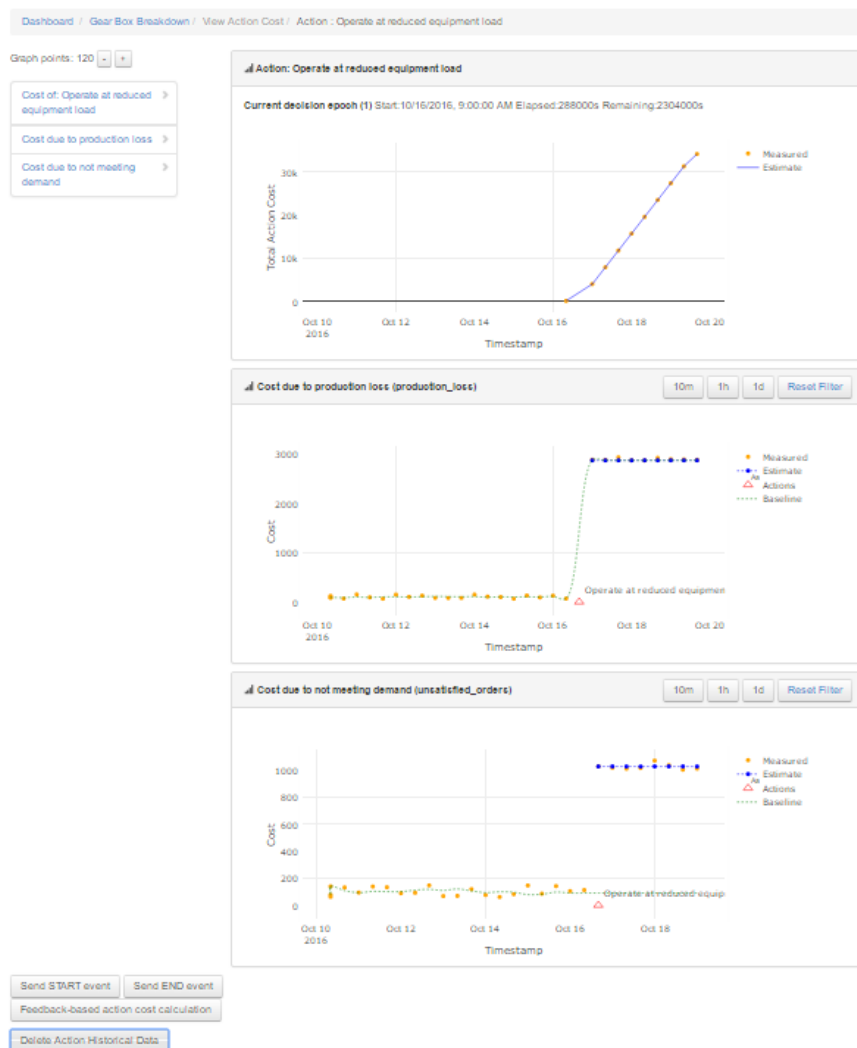 Dashboard / Gear Box Breakdown / View Action Cost / Action : Operate at reduced equipment load
Graph points: 120 - +
Cost of: Operate at reduced
equipment load
Cost due to production loss
Cost due to not meeting
demand
Action: Operate at reduced equipment load
Current decision epoch (1) Start:10/16/2016, 9:00:00 AM Elapsed:288000s Remaining:2304000s
Measured
Estimate
Total Action Cost
30k
20k
10k
0
Oct 10 Oct 12 Oct 14 Oct 16 Oct 18 Oct 20
2016
Timestamp
Cost due to production loss (production_loss) 10m 1h 1d Reset Filter
Measured
Estimate
Aa
Actions
Baseline
Cost
3000
2000
1000
0
Operate at reduced equipmen
Oct 10 Oct 12 Oct 14 Oct 16 Oct 18 Oct 20
2016
Timestamp
Cost due to not meeting demand (unsatisfied_orders) 10m 1h 1d Reset Filter
Measured
Estimate
Aa
Actions
Baseline
Cost
1000
800
600
400
200
0
Operate at reduced equip
Oct 10 Oct 12 Oct 14 Oct 16 Oct 18
2016
Timestamp
Send START event Send END event
Feedback-based action cost calculation
Delete Action Historical Data